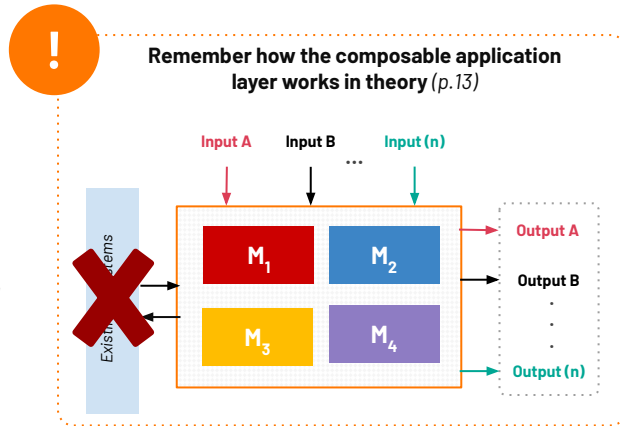 !
Remember how the composable application
layer works in theory (p.13)
Input A Input B ... Input (n)
M1 M2
Output A
Output B
.
.
.
M3 M4
Output (n)